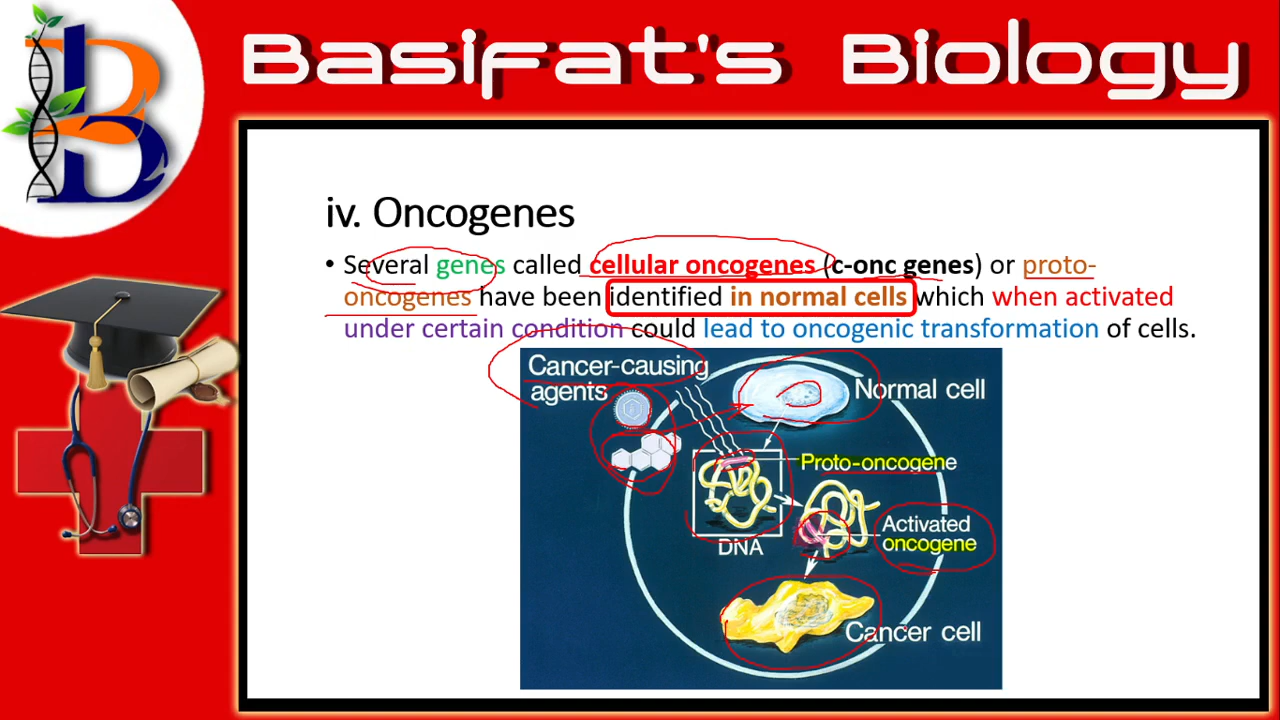 Basifat's Biology
iv. Oncogenes
• Several genes called cellular oncogenes (c-onc genes) or proto-
oncogenes have been identified in normal cells which when activated
under certain condition could lead to oncogenic transformation of cells.
Cancer-causing
agents
Normal cell
Proto-oncogene
Activated
oncogene
DNA
Cancer cell